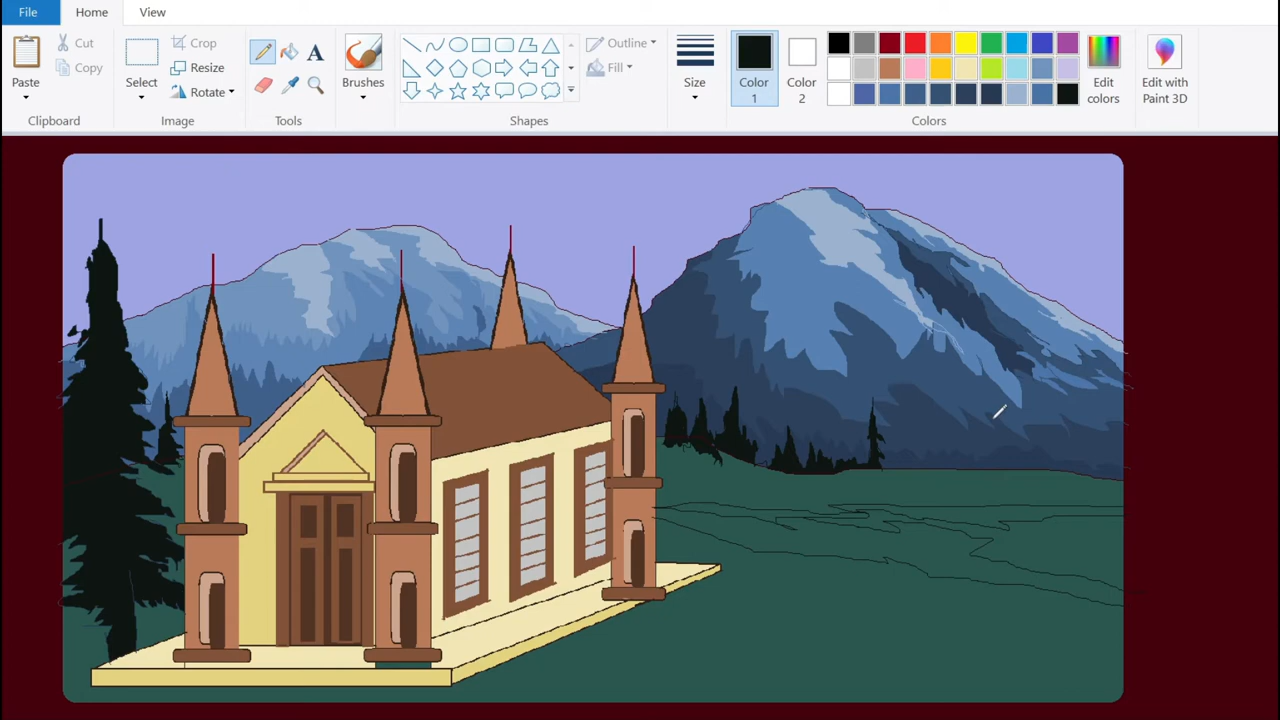 File Home View
Paste
Cut
Copy
Clipboard
Select
Crop
Resize
Rotate
Image
A
Tools
Brushes
Outline
Fill
Shapes
Size
Color 1
Color 2
Edit colors
Colors
Edit with Paint 3D